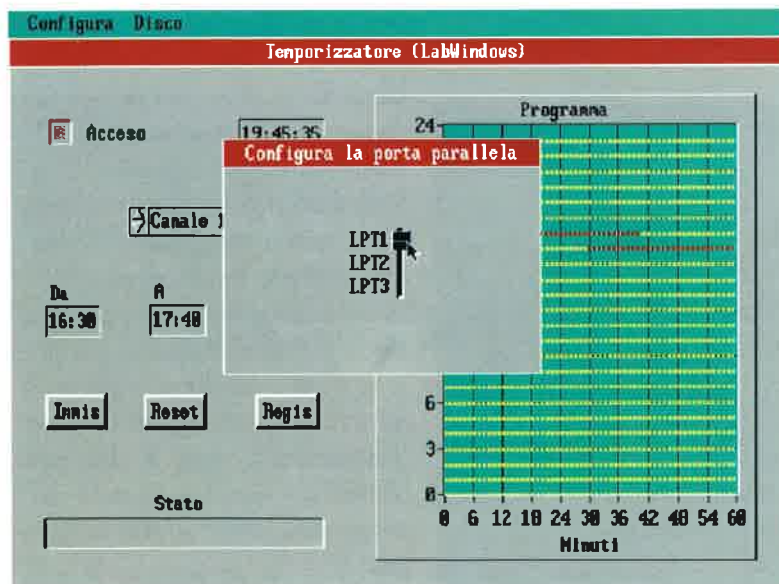 Configura Disco
Temporizzatore (LabWindows)
Acceso
19:45:35
Programma
Configura la porta parallela
24
Canale 1
LPT1
LPT2
LPT3
Da
A
16:30
17:40
Immis
Reset
Regis
6
3
0
Stato
0 6 12 18 24 30 36 42 48 54 60
Minuti